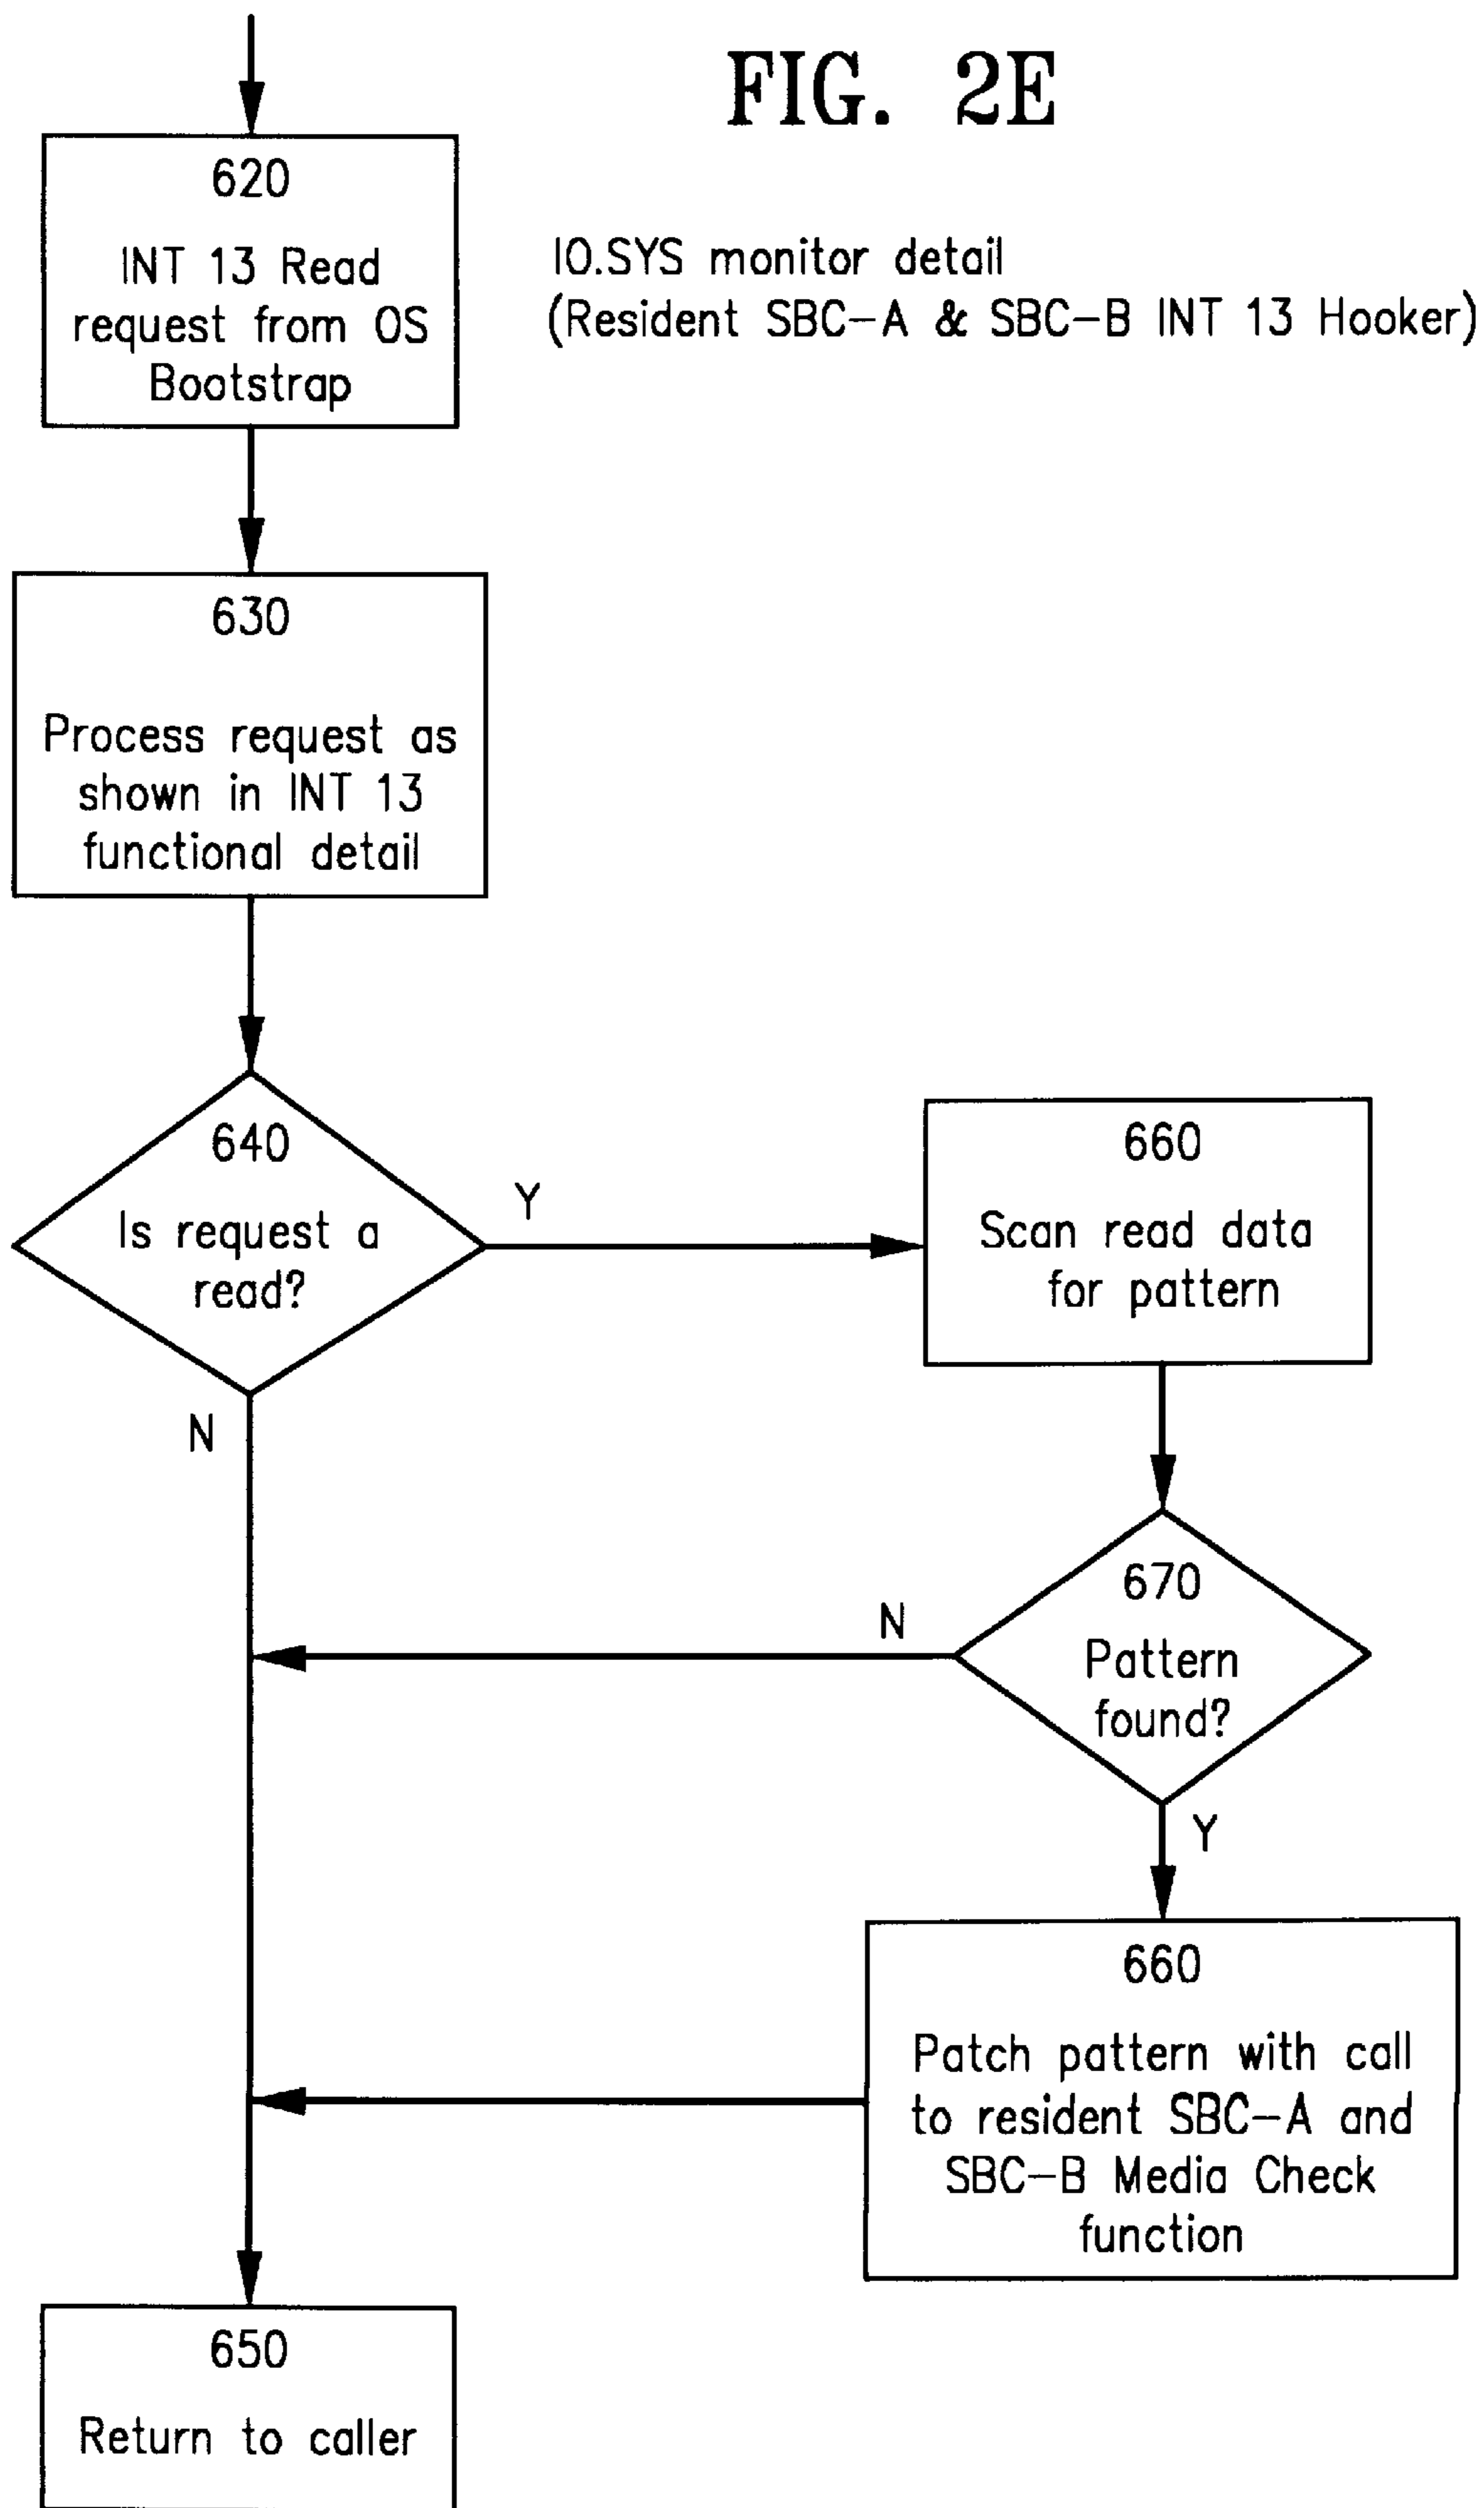 FIG. 2E
620
INT 13 Read
request from OS
Bootstrap
IO.SYS monitor detail
(Resident SBC-A & SBC-B INT 13 Hooker)
630
Process request as
shown in INT 13
functional detail
640
Is request a
read?
Y
N
660
Scan read data
for pattern
670
Pattern
found?
N
Y
660
Patch pattern with call
to resident SBC-A and
SBC-B Media Check
function
650
Return to caller